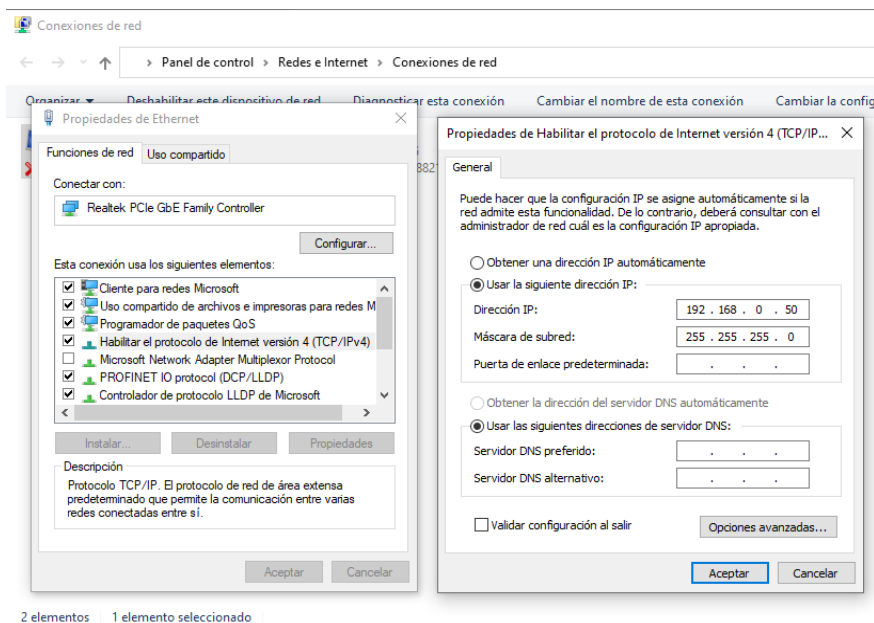 Conexiones de red
Panel de control > Redes e Internet > Conexiones de red
Organizar Deshabilitar este dispositivo de red Diagnosticar esta conexión Cambiar el nombre de esta conexión Cambiar la config
Propiedades de Ethernet
Funciones de red Uso compartido
Conectar con:
Realtek PCIe GbE Family Controller
Configurar...
Esta conexión usa los siguientes elementos:
Cliente para redes Microsoft
Uso compartido de archivos e impresoras para redes M
Programador de paquetes QoS
Habilitar el protocolo de Internet versión 4 (TCP/IPv4)
Microsoft Network Adapter Multiplexor Protocol
PROFINET IO protocol (DCP/LLDP)
Controlador de protocolo LLDP de Microsoft
Instalar... Desinstalar Propiedades
Descripción
Protocolo TCP/IP. El protocolo de red de área extensa
predeterminado que permite la comunicación entre varias
redes conectadas entre sí.
Aceptar Cancelar
882
Propiedades de Habilitar el protocolo de Internet versión 4 (TCP/IP...
General
Puede hacer que la configuración IP se asigne automáticamente si la
red admite esta funcionalidad. De lo contrario, deberá consultar con el
administrador de red cuál es la configuración IP apropiada.
Obtener una dirección IP automáticamente
Usar la siguiente dirección IP:
Dirección IP: 192 . 168 . 0 . 50
Máscara de subred: 255 . 255 . 255 . 0
Puerta de enlace predeterminada: . . .
Obtener la dirección del servidor DNS automáticamente
Usar las siguientes direcciones de servidor DNS:
Servidor DNS preferido: . . .
Servidor DNS alternativo: . . .
Validar configuración al salir Opciones avanzadas...
Aceptar Cancelar
2 elementos 1 elemento seleccionado